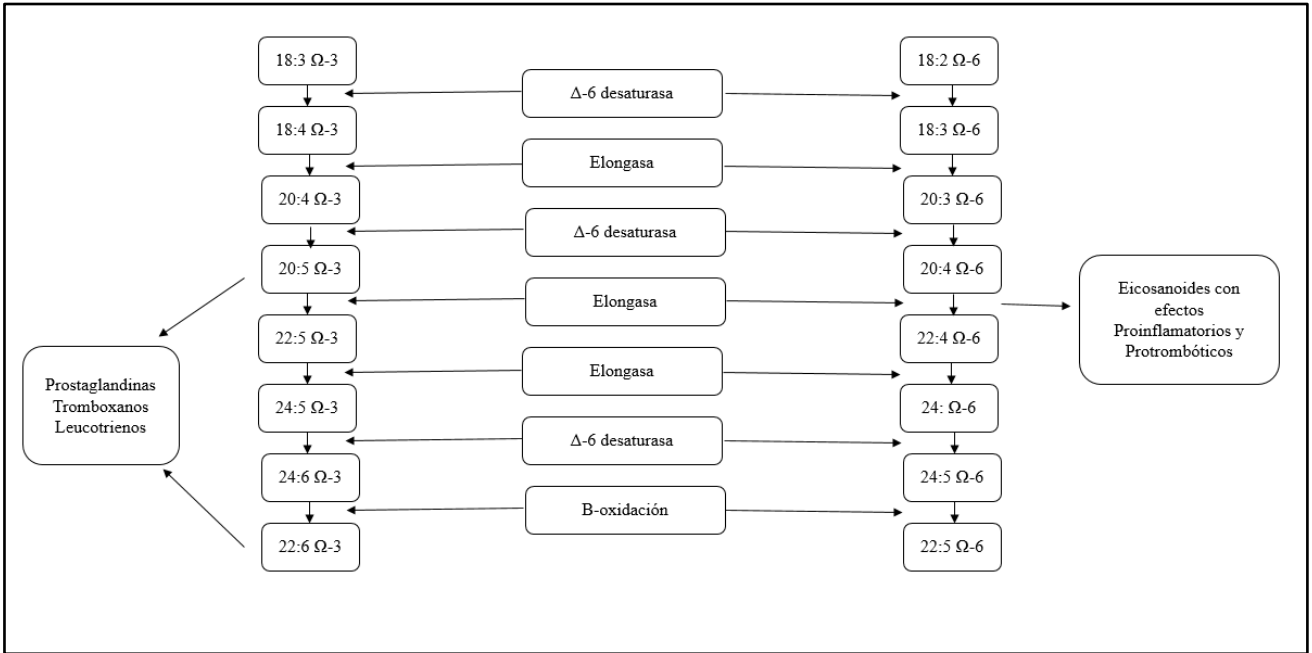 18:3 Ω-3
18:2 Ω-6
Δ-6 desaturasa
18:4 Ω-3
18:3 Ω-6
Elongasa
20:4 Ω-3
20:3 Ω-6
Δ-6 desaturasa
20:5 Ω-3
20:4 Ω-6
Elongasa
Eicosanoides con
efectos
Proinflamatorios y
Protrombóticos
22:5 Ω-3
22:4 Ω-6
Elongasa
Prostaglandinas
Tromboxanos
Leucotrienos
24:5 Ω-3
24: Ω-6
Δ-6 desaturasa
24:6 Ω-3
24:5 Ω-6
B-oxidación
22:6 Ω-3
22:5 Ω-6